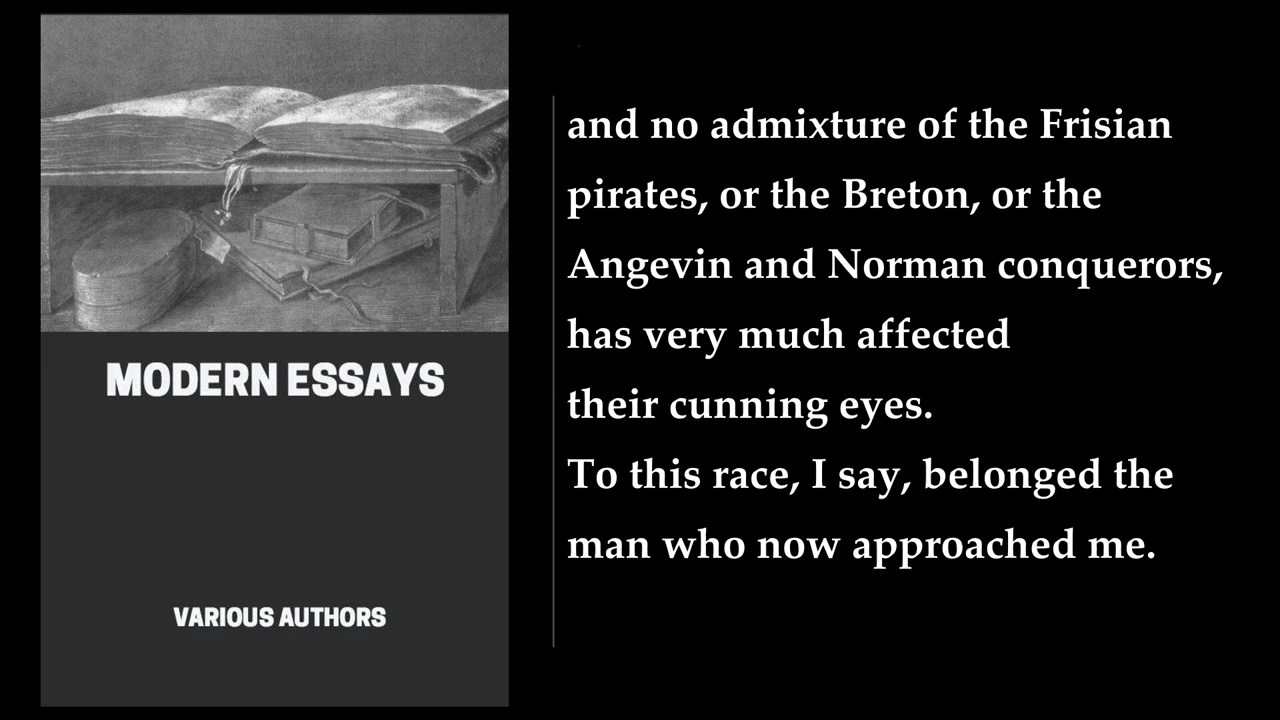 MODERN ESSAYS
VARIOUS AUTHORS
and no admixture of the Frisian
pirates, or the Breton, or the
Angevin and Norman conquerors,
has very much affected
their cunning eyes.
To this race, I say, belonged the
man who now approached me.